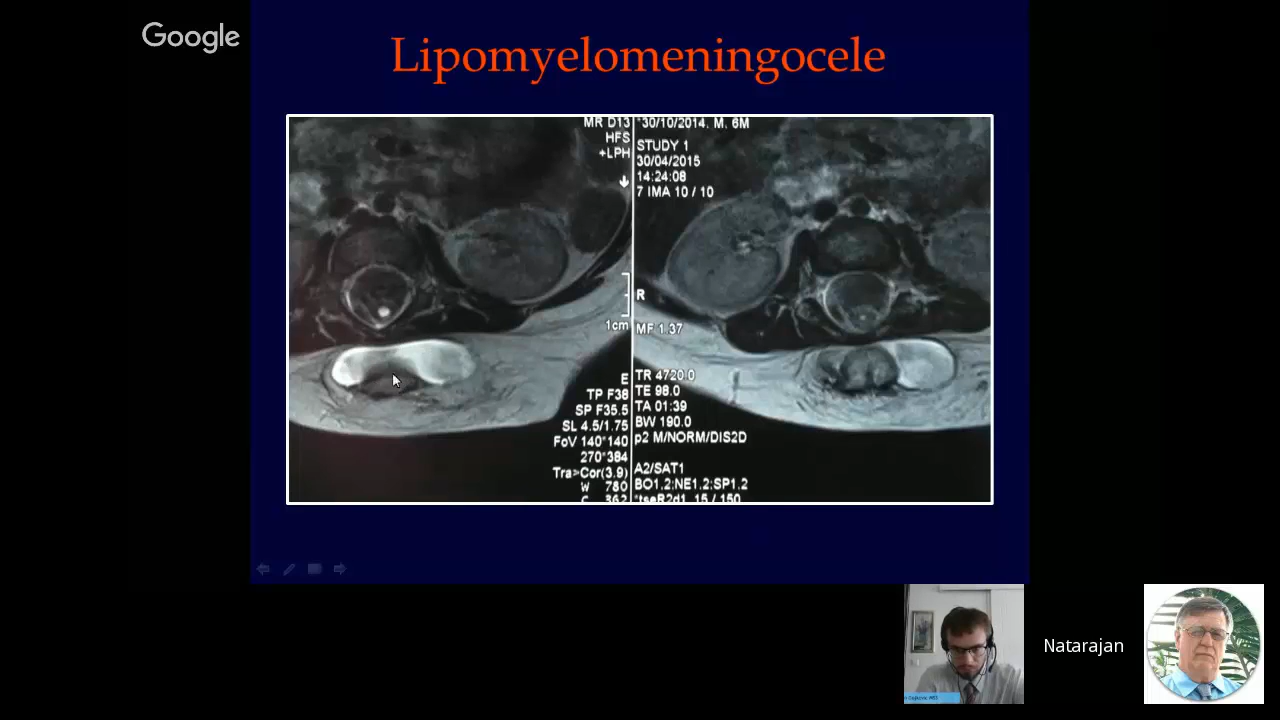 Google
Lipomyelomeningocele
MR D13
HFS
+LPH
*30/10/2014, M, 6M
STUDY 1
30/04/2015
14:24:08
7 IMA 10 / 10
R
1cm
MF 1.37
E
TP F38
SP F35.5
SL 4.5/1.75
FoV 140*140
270*384
Tra>Cor(3.9)
W 780
C 362
TR 4720.0
TE 98.0
TA 01:39
BW 190.0
p2 M/NORM/DIS2D
A2/SAT1
BO1.2;NE1.2;SP1.2
*tseR2d1_15 / 150
Natarajan